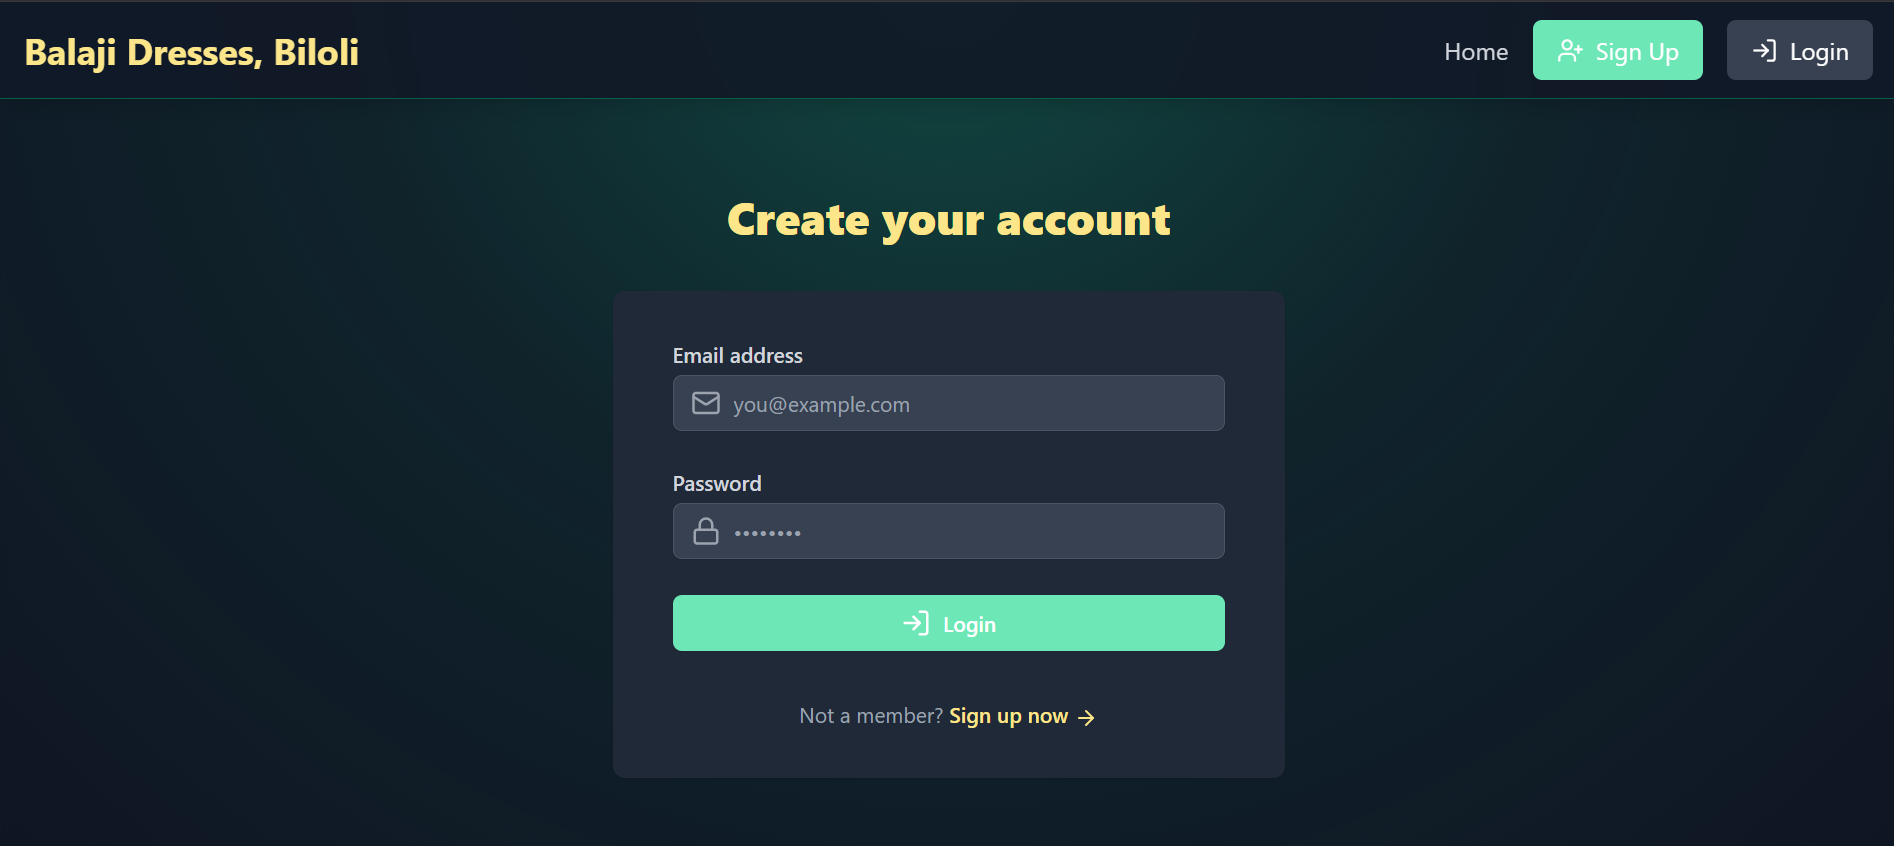 Balaji Dresses, Biloli
Home
Sign Up
Login
Create your account
Email address
you@example.com
Password
••••••••
Login
Not a member? Sign up now →